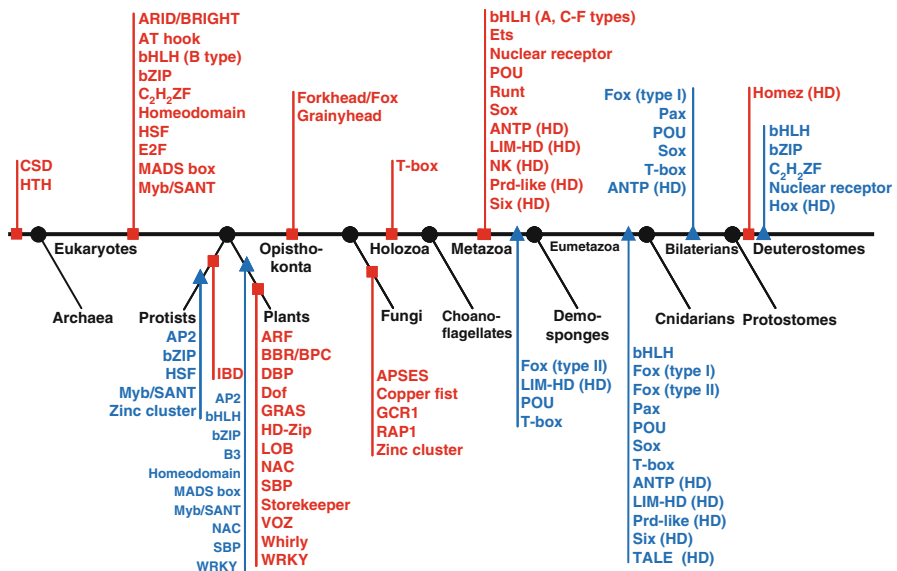 ARID/BRIGHT
AT hook
bHLH (B type)
bZIP
C2H2ZF
Homeodomain
HSF
E2F
MADS box
Myb/SANT
CSD
HTH
Forkhead/Fox
Grainyhead
T-box
bHLH (A, C-F types)
Ets
Nuclear receptor
POU
Runt
Sox
ANTP (HD)
LIM-HD (HD)
NK (HD)
Prd-like (HD)
Six (HD)
Fox (type I)
Pax
POU
Sox
T-box
ANTP (HD)
Homez (HD)
bHLH
bZIP
C2H2ZF
Nuclear receptor
Hox (HD)
Eukaryotes
Opistho-
konta
Holozoa
Metazoa
Eumetazoa
Bilaterians
Deuterostomes
Archaea
Protists
Plants
Fungi
Choano-
flagellates
Demo-
sponges
Cnidarians
Protostomes
AP2
bZIP
HSF
Myb/SANT
Zinc cluster
IBD
AP2
bHLH
bZIP
B3
Homeodomain
MADS box
Myb/SANT
NAC
SBP
WRKY
ARF
BBR/BPC
DBP
Dof
GRAS
HD-Zip
LOB
NAC
SBP
Storekeeper
VOZ
Whirly
WRKY
APSES
Copper fist
GCR1
RAP1
Zinc cluster
Fox (type II)
LIM-HD (HD)
POU
T-box
bHLH
Fox (type I)
Fox (type II)
Pax
POU
Sox
T-box
ANTP (HD)
LIM-HD (HD)
Prd-like (HD)
Six (HD)
TALE (HD)